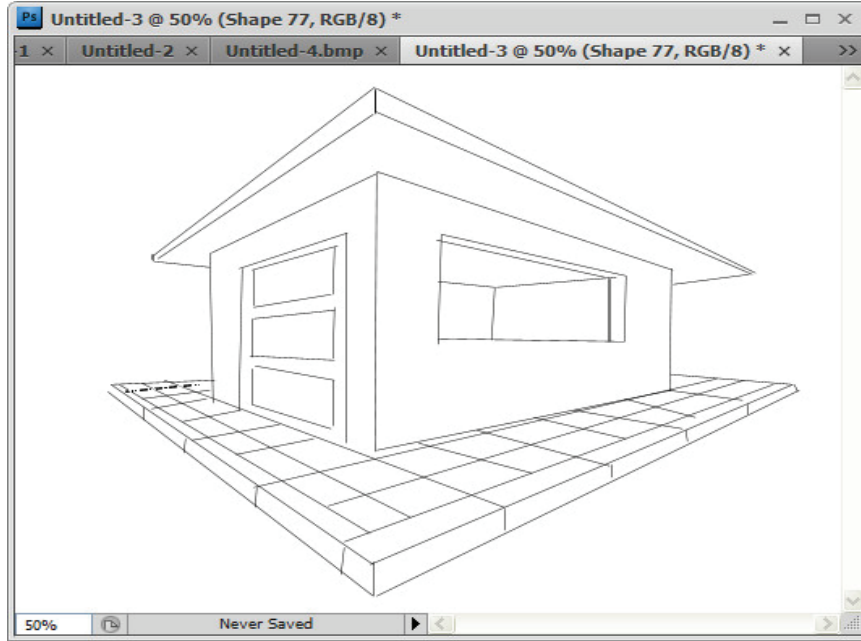 Ps Untitled-3 @ 50% (Shape 77, RGB/8) *
-1 × Untitled-2 × Untitled-4.bmp × Untitled-3 @ 50% (Shape 77, RGB/8) * × >>
50% Never Saved